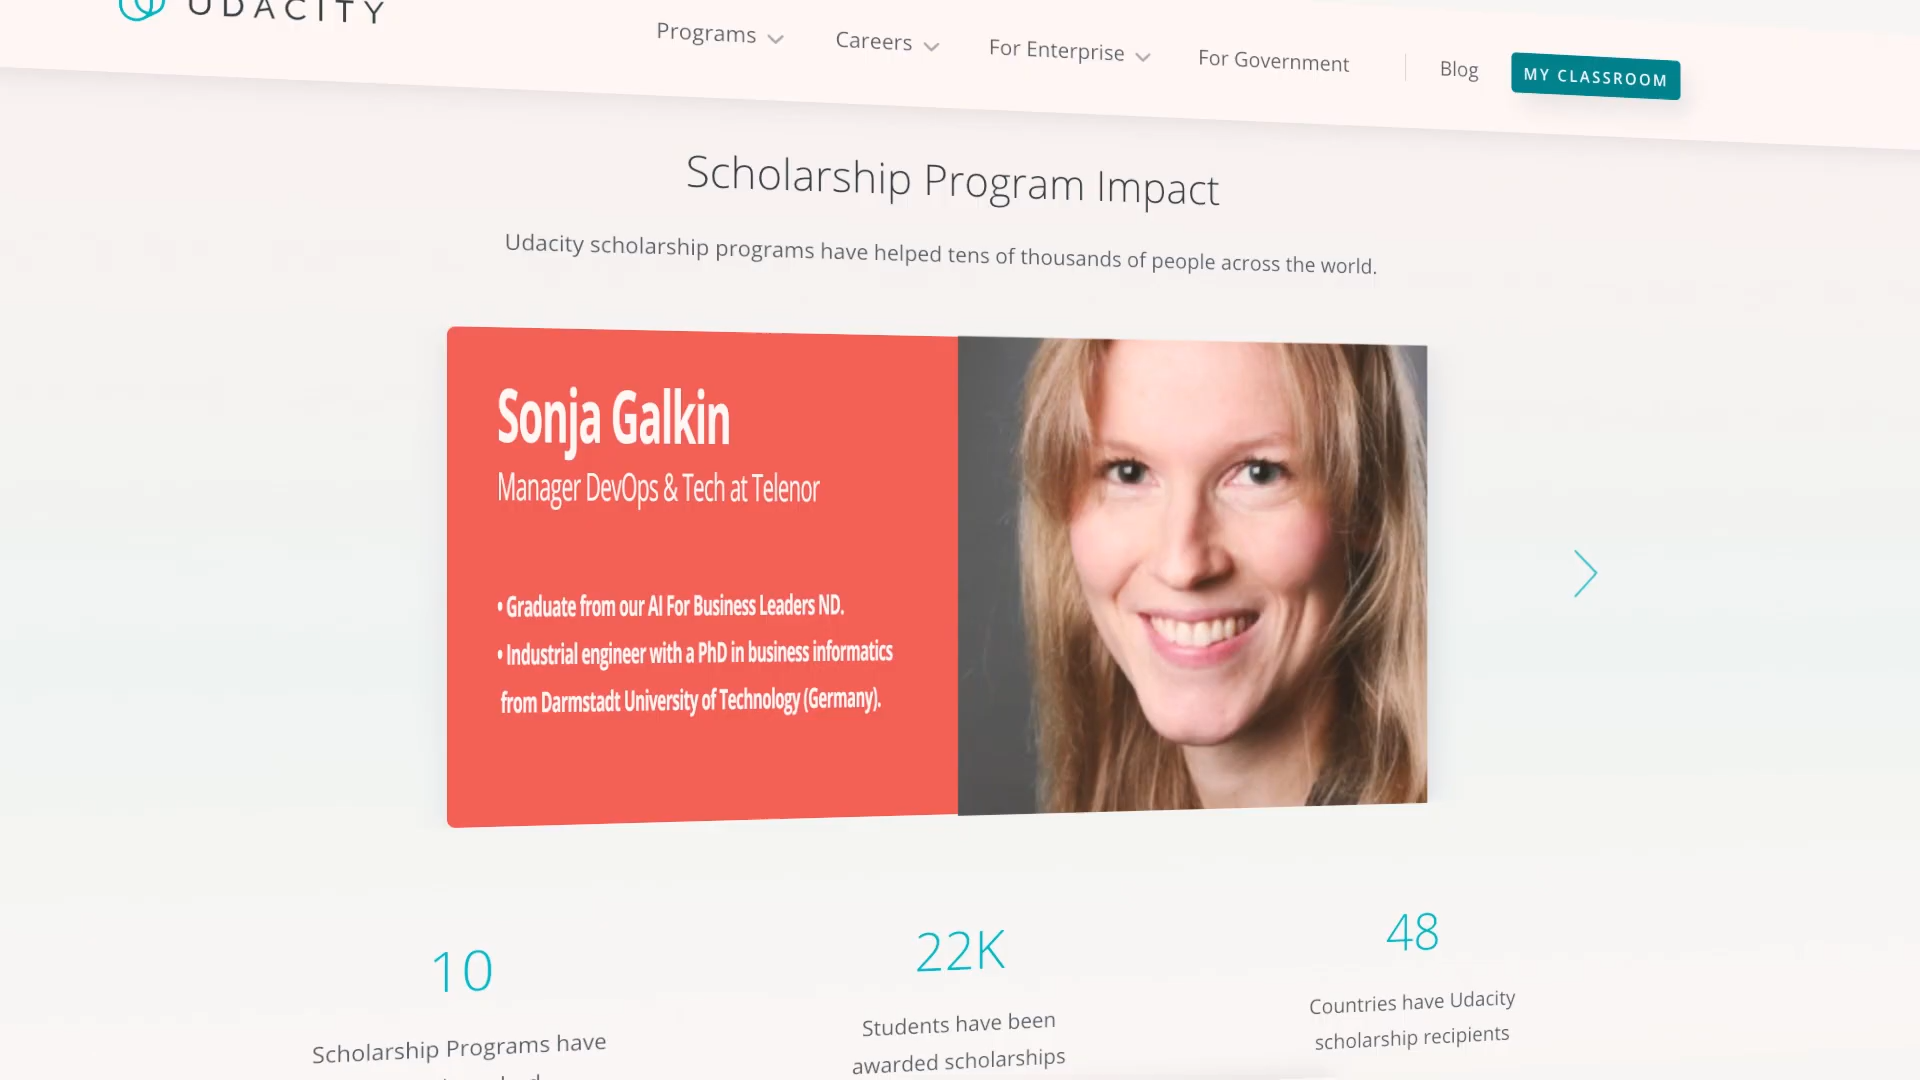 UDACITY
Programs
Careers
For Enterprise
For Government
Blog
MY CLASSROOM
Scholarship Program Impact
Udacity scholarship programs have helped tens of thousands of people across the world.
Sonja Galkin
Manager DevOps & Tech at Telenor
• Graduate from our AI For Business Leaders ND.
• Industrial engineer with a PhD in business informatics
from Darmstadt University of Technology (Germany).
10
Scholarship Programs have
22K
Students have been
awarded scholarships
48
Countries have Udacity
scholarship recipients